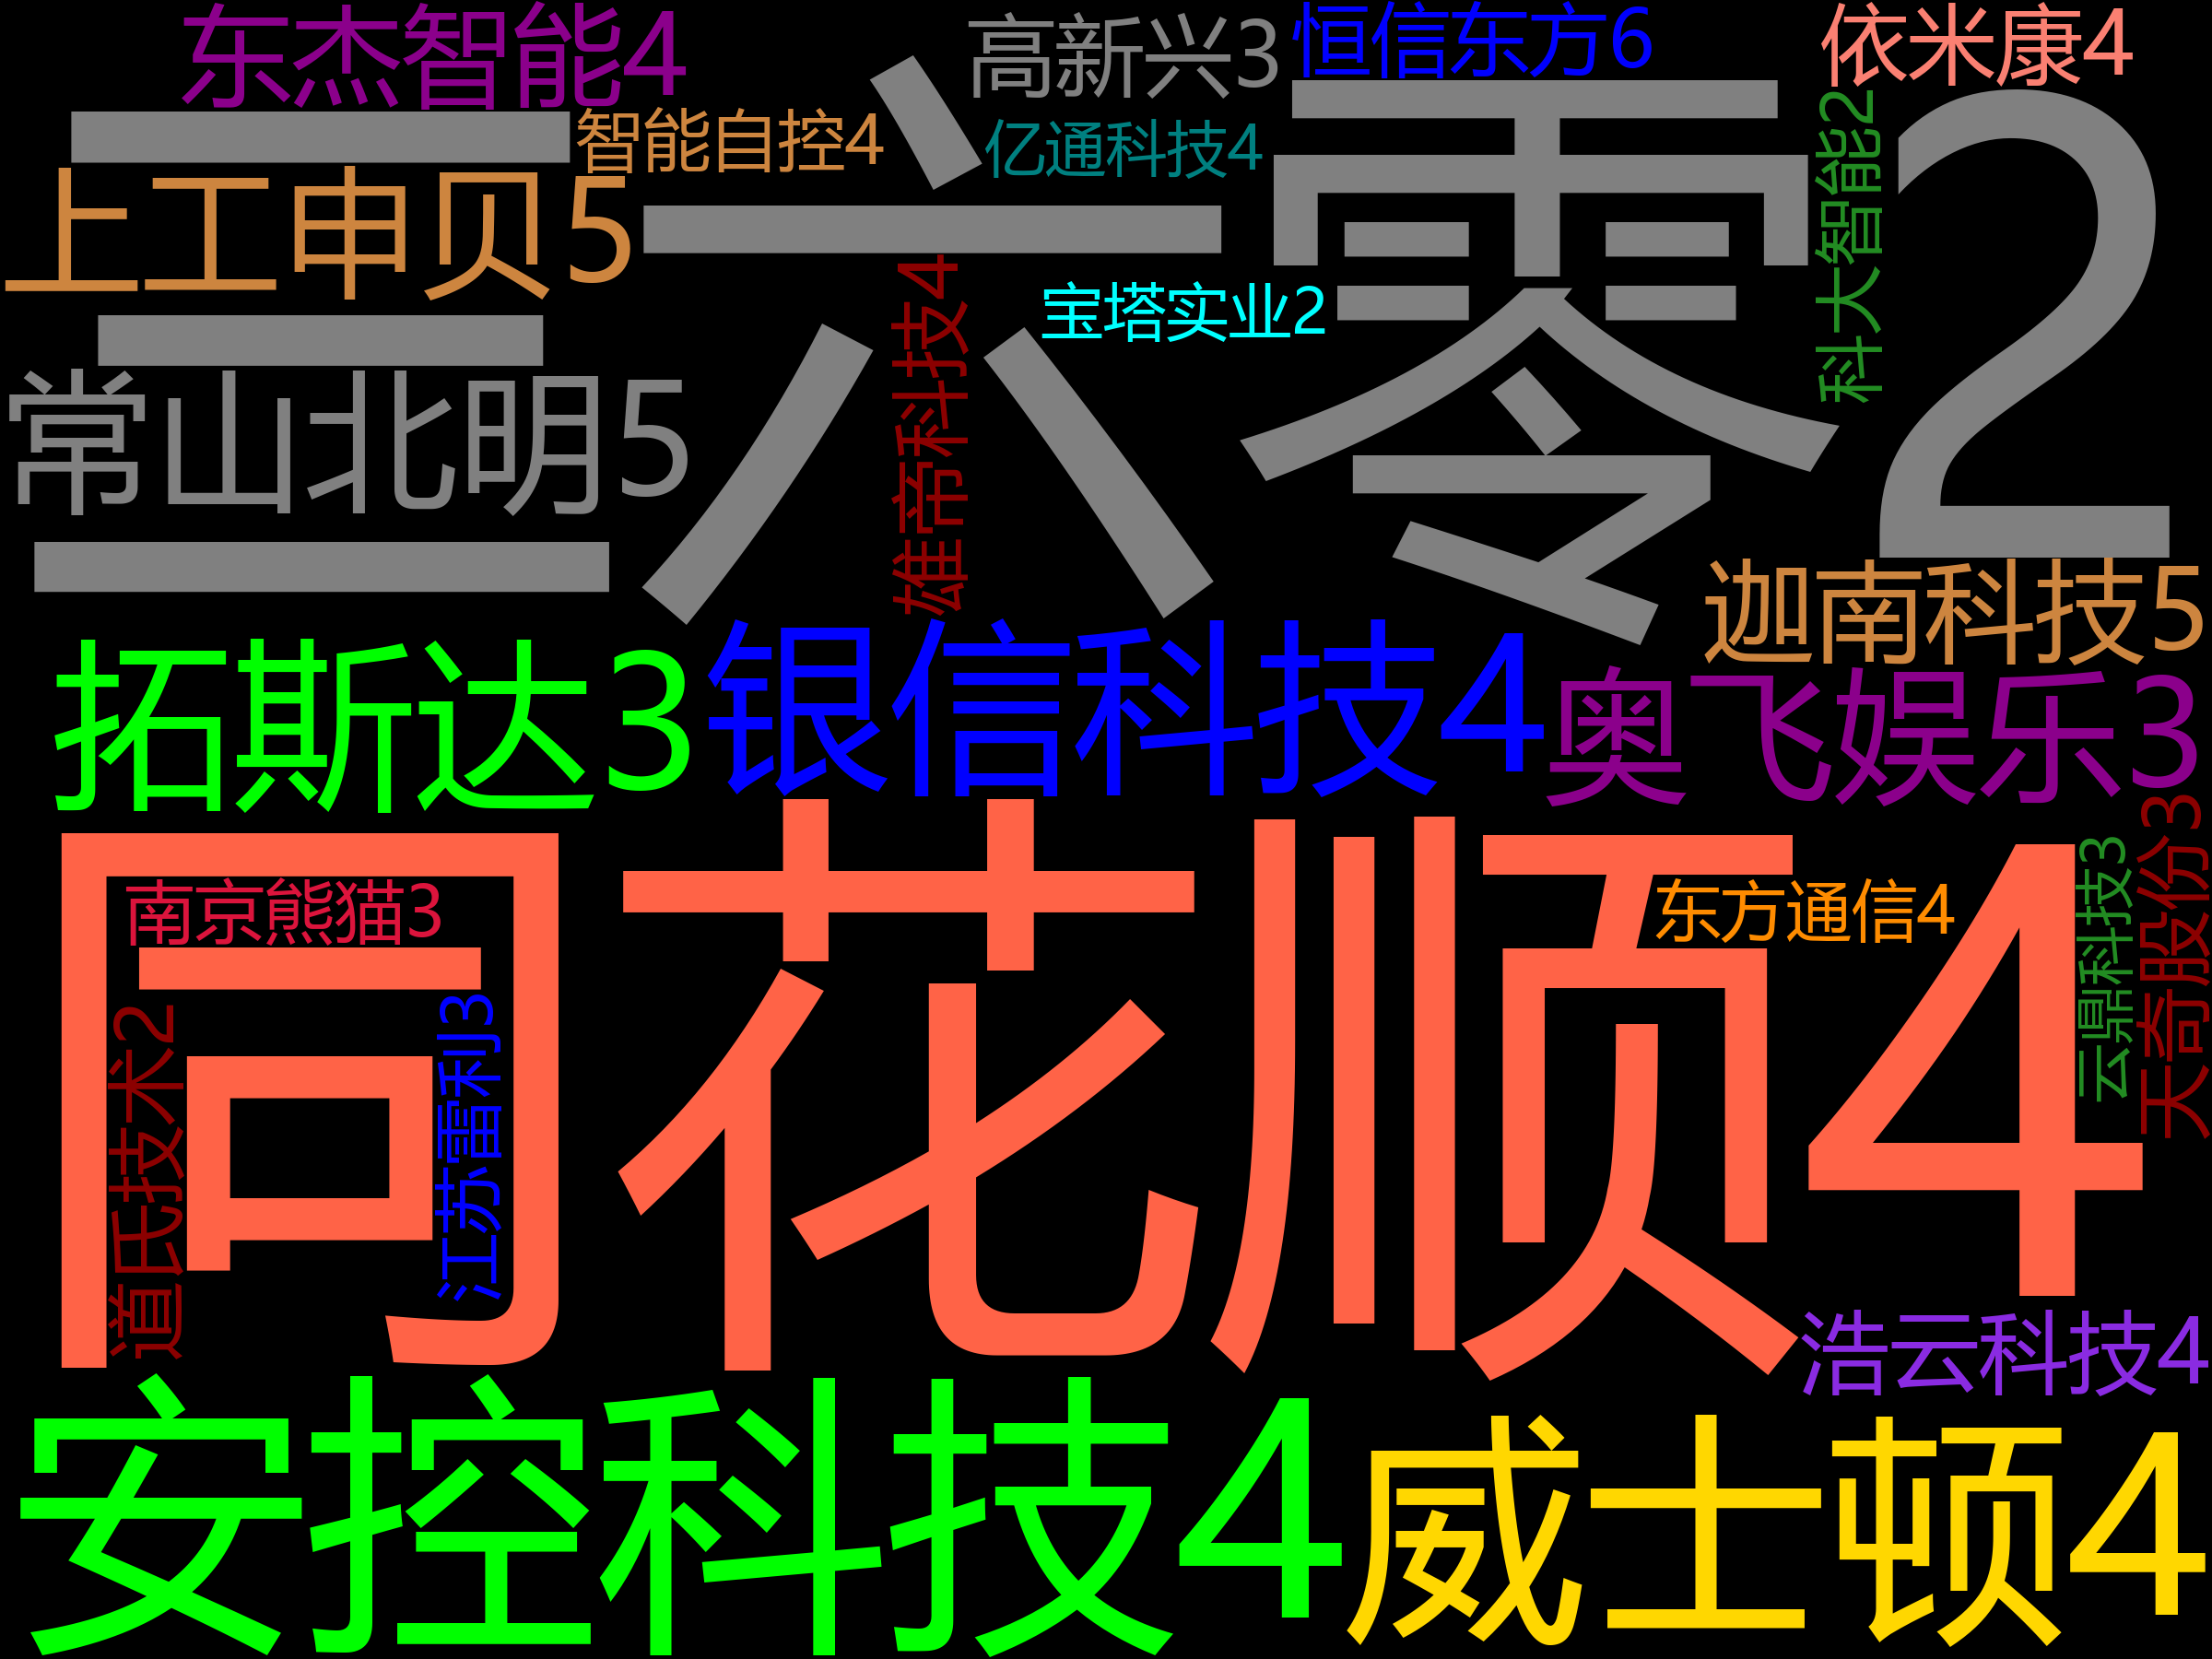 东杰智能4
高新兴3
恒信东方6
依米康4
智能自控4
亿通科技4
三六零2
上工申贝5
宝塔实业2
科大智能2
常山北明5
维宏科技4
拓斯达3
银信科技4
迦南科技5
奥飞娱乐3
同花顺4
南京熊猫3
东方通信4
云鼎科技3
天奇股份3
道氏技术2
江苏雷利3
浩云科技4
安控科技4
威士顿4